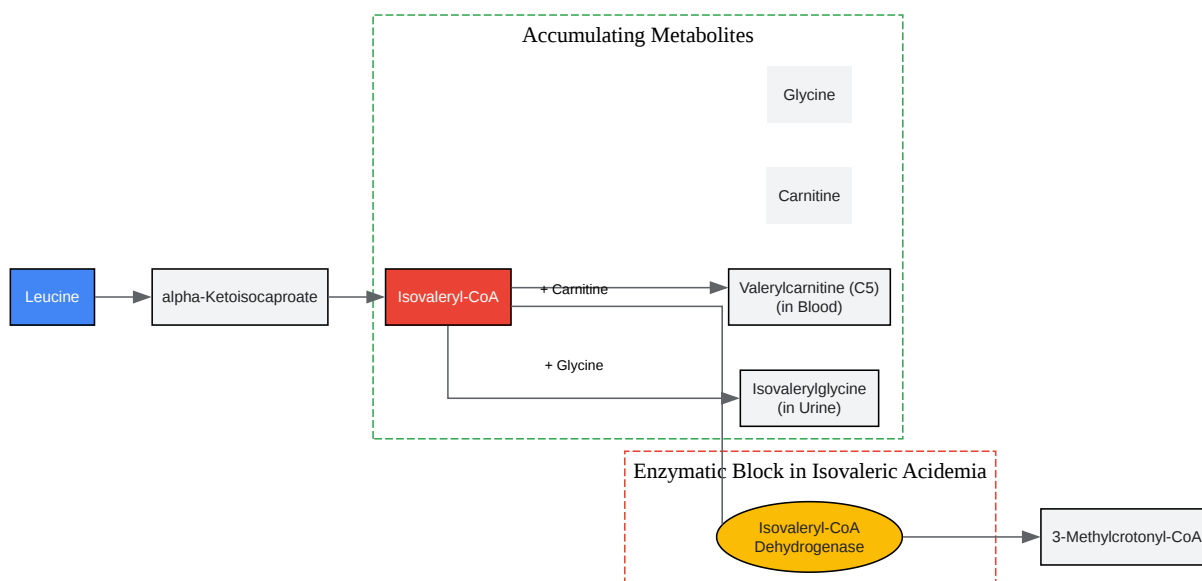 Accumulating Metabolites
Glycine
Carnitine
Leucine
alpha-Ketoisocaproate
Isovaleryl-CoA
+ Carnitine
Valerylcarnitine (C5)
(in Blood)
+ Glycine
Isovalerylglycine
(in Urine)
Enzymatic Block in Isovaleric Acidemia
Isovaleryl-CoA
Dehydrogenase
3-Methylcrotonyl-CoA